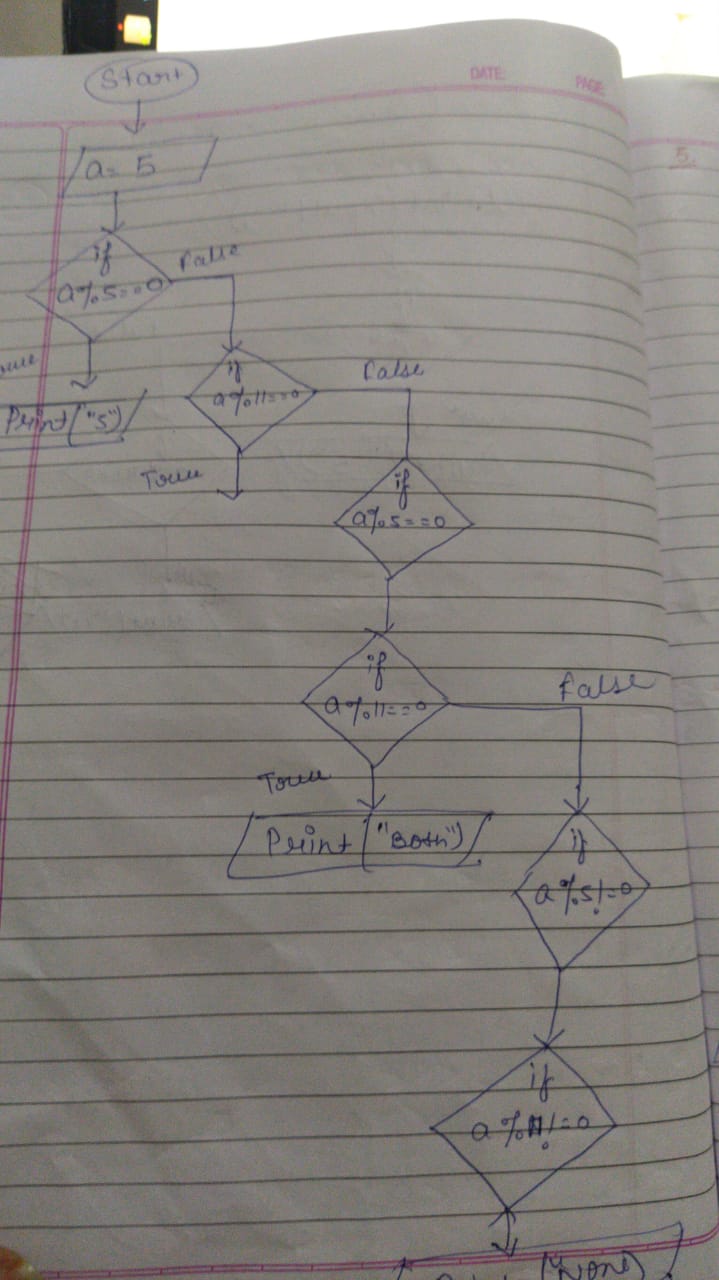 DATE:
PAGE:
Start
5.
a= 5
if
a%5==0
False
Print("5")
if
a%11==0
False
True
if
a%5==0
if
a%11==0
False
True
Print ("Both")
if
a%5!=0
if
a%11!=0
("None)